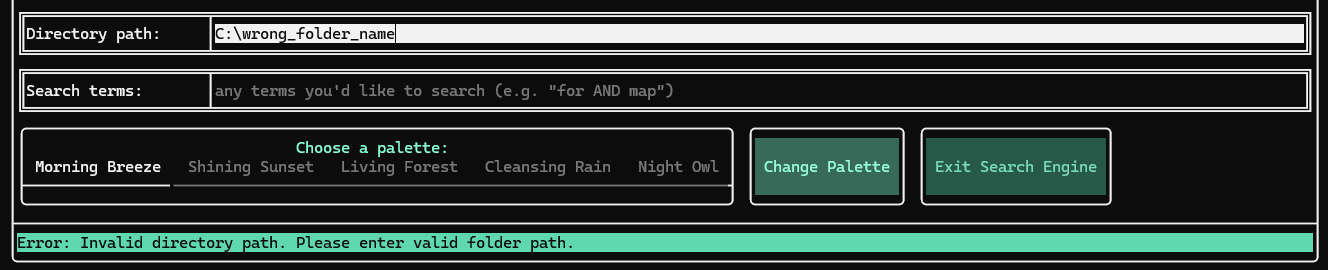 Directory path: C:\wrong_folder_name
Search terms: any terms you'd like to search (e.g. "for AND map")
Choose a palette:
Morning Breeze Shining Sunset Living Forest Cleansing Rain Night Owl Change Palette Exit Search Engine
Error: Invalid directory path. Please enter valid folder path.